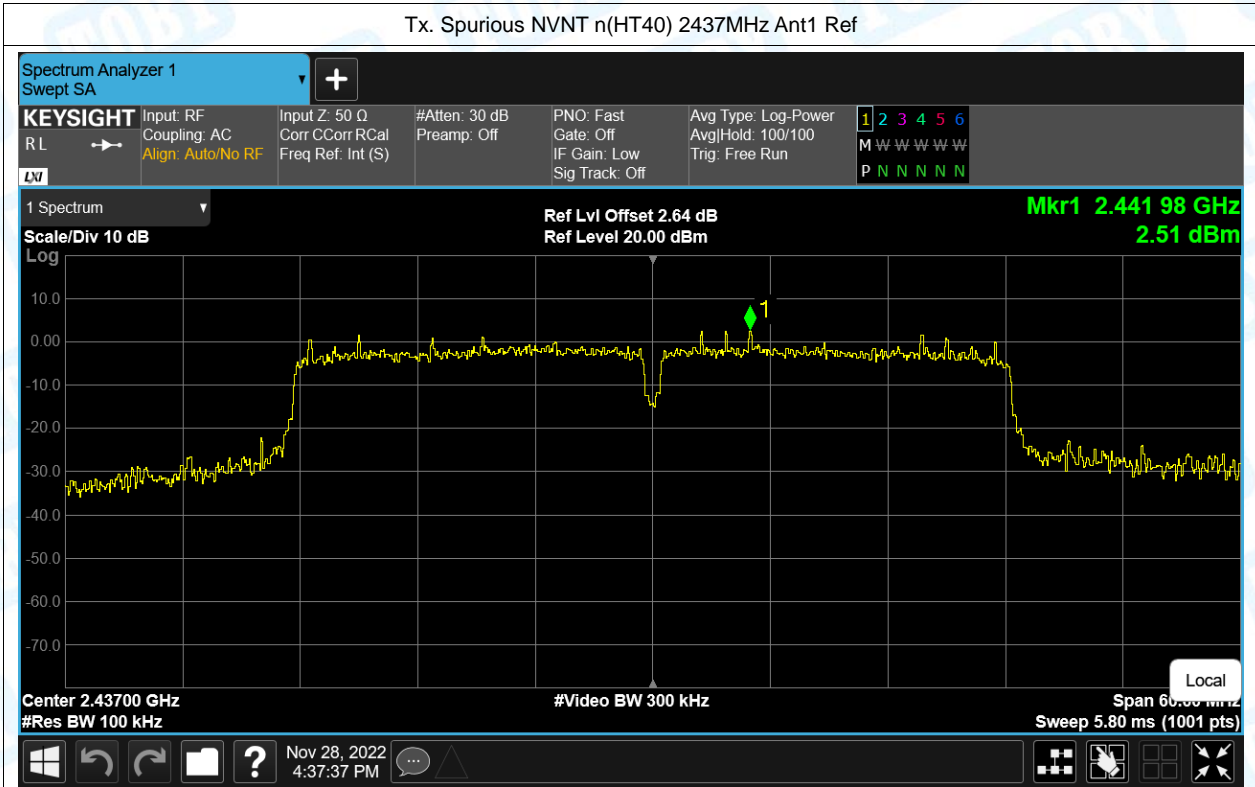 Tx. Spurious NVNT n(HT40) 2437MHz Ant1 Ref
Spectrum Analyzer 1
Swept SA
KEYSIGHT
R L
LXI
Input: RF
Coupling: AC
Align: Auto/No RF
Input Z: 50 Ω
Corr CCorr RCal
Freq Ref: Int (S)
#Atten: 30 dB
Preamp: Off
PNO: Fast
Gate: Off
IF Gain: Low
Sig Track: Off
Avg Type: Log-Power
Avg|Hold: 100/100
Trig: Free Run
1 2 3 4 5 6
M W W W W W
P N N N N N
1 Spectrum
Scale/Div 10 dB
Log
Ref Lvl Offset 2.64 dB
Ref Level 20.00 dBm
Mkr1 2.441 98 GHz
2.51 dBm
1
10.0
0.00
-10.0
-20.0
-30.0
-40.0
-50.0
-60.0
-70.0
Local
Center 2.43700 GHz
#Res BW 100 kHz
#Video BW 300 kHz
Span 60.00 MHz
Sweep 5.80 ms (1001 pts)
?
Nov 28, 2022
4:37:37 PM